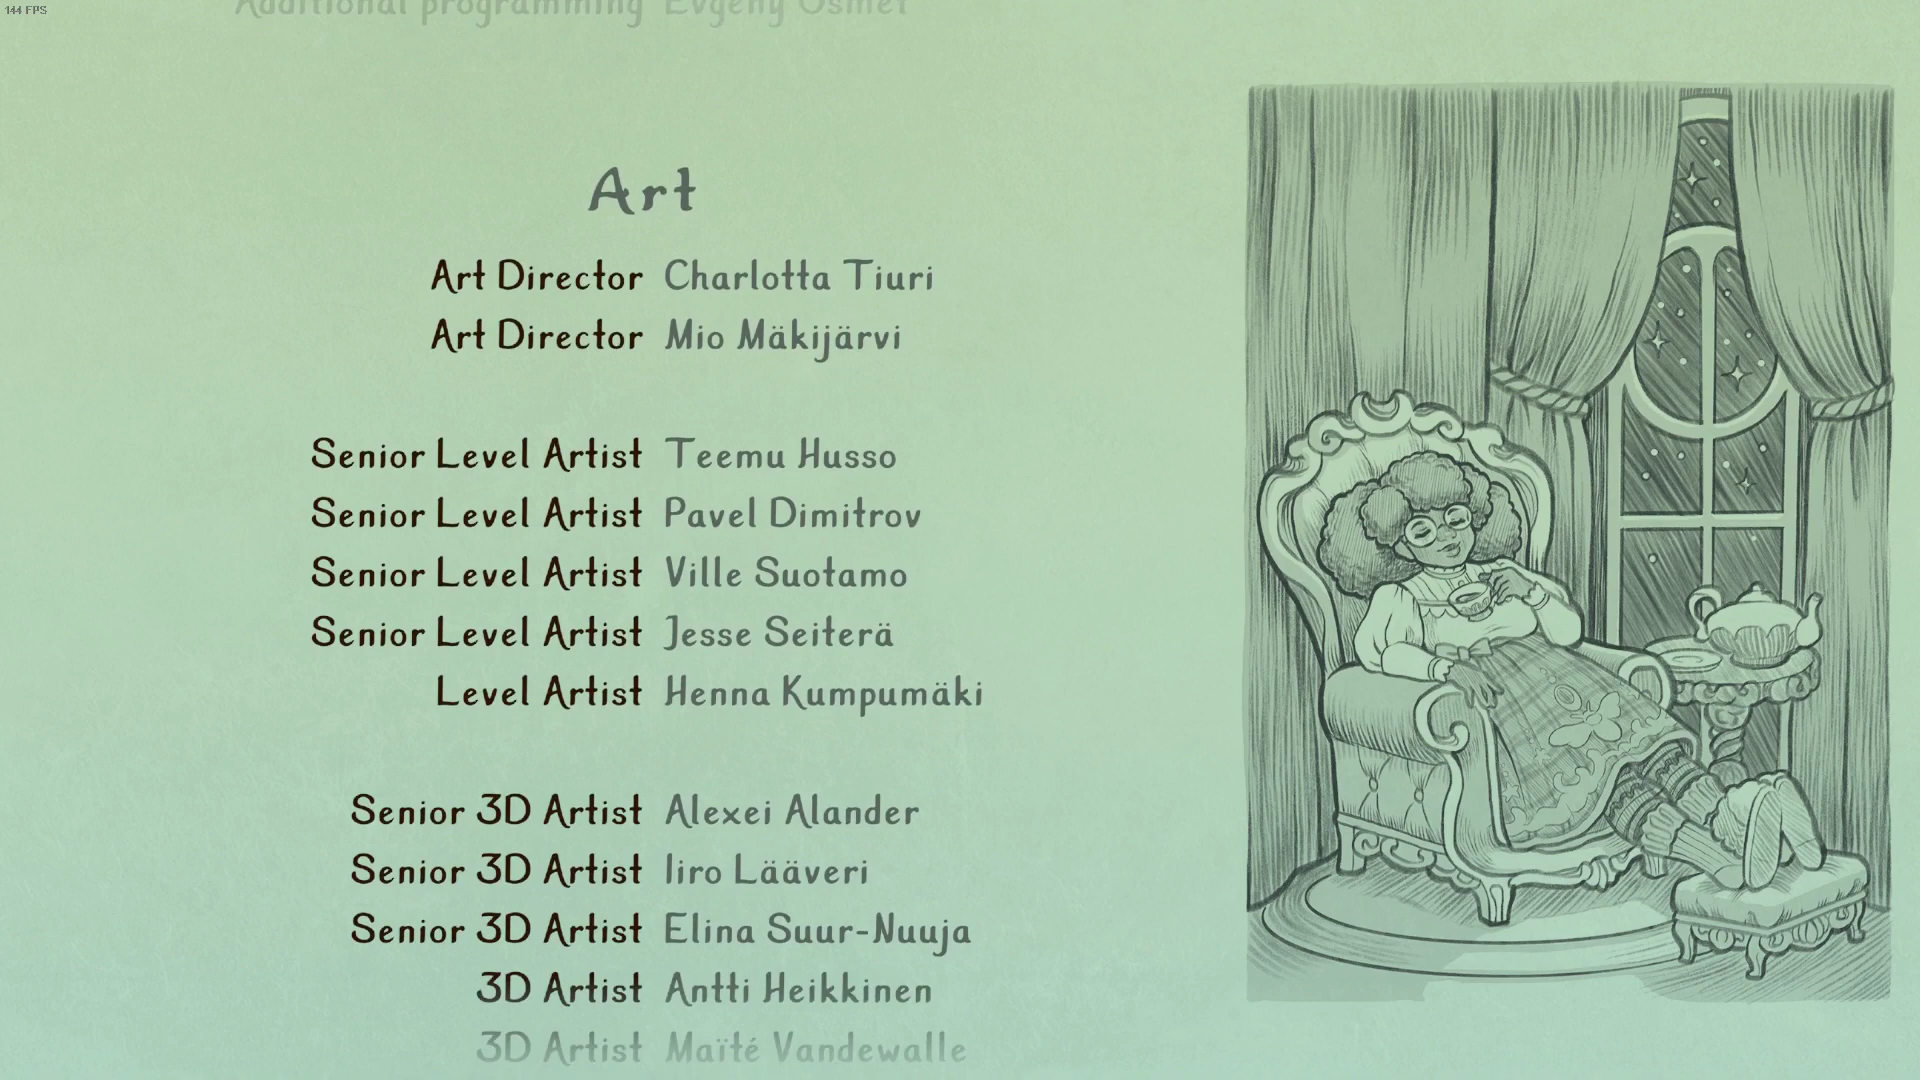 144 FPS
Additional programming Evgeny Osmet
Art
Art Director Charlotta Tiuri
Art Director Mio Mäkijärvi
Senior Level Artist Teemu Husso
Senior Level Artist Pavel Dimitrov
Senior Level Artist Ville Suotamo
Senior Level Artist Jesse Seiterä
Level Artist Henna Kumpumäki
Senior 3D Artist Alexei Alander
Senior 3D Artist Iiro Lääveri
Senior 3D Artist Elina Suur-Nuuja
3D Artist Antti Heikkinen
3D Artist Maïté Vandewalle